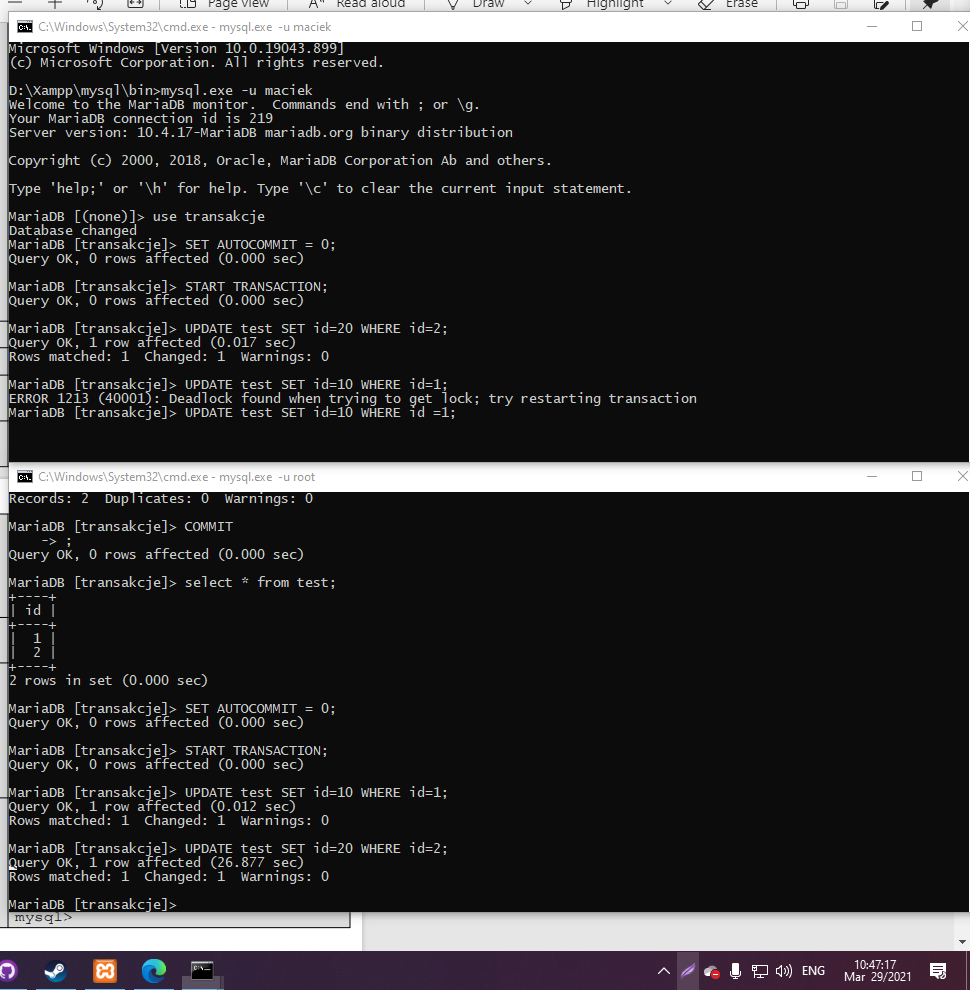 Page view
Read aloud
Draw
Highlight
Erase
C:\Windows\System32\cmd.exe - mysql.exe -u maciek
Microsoft Windows [Version 10.0.19043.899]
(c) Microsoft Corporation. All rights reserved.
D:\Xampp\mysql\bin>mysql.exe -u maciek
Welcome to the MariaDB monitor.  Commands end with ; or \g.
Your MariaDB connection id is 219
Server version: 10.4.17-MariaDB mariadb.org binary distribution
Copyright (c) 2000, 2018, Oracle, MariaDB Corporation Ab and others.
Type 'help;' or '\h' for help. Type '\c' to clear the current input statement.
MariaDB [(none)]> use transakcje
Database changed
MariaDB [transakcje]> SET AUTOCOMMIT = 0;
Query OK, 0 rows affected (0.000 sec)
MariaDB [transakcje]> START TRANSACTION;
Query OK, 0 rows affected (0.000 sec)
MariaDB [transakcje]> UPDATE test SET id=20 WHERE id=2;
Query OK, 1 row affected (0.017 sec)
Rows matched: 1  Changed: 1  Warnings: 0
MariaDB [transakcje]> UPDATE test SET id=10 WHERE id=1;
ERROR 1213 (40001): Deadlock found when trying to get lock; try restarting transaction
MariaDB [transakcje]> UPDATE test SET id=10 WHERE id =1;
C:\Windows\System32\cmd.exe - mysql.exe  -u root
Records: 2  Duplicates: 0  Warnings: 0
MariaDB [transakcje]> COMMIT
    -> ;
Query OK, 0 rows affected (0.000 sec)
MariaDB [transakcje]> select * from test;
+----+
| id |
+----+
|  1 |
|  2 |
+----+
2 rows in set (0.000 sec)
MariaDB [transakcje]> SET AUTOCOMMIT = 0;
Query OK, 0 rows affected (0.000 sec)
MariaDB [transakcje]> START TRANSACTION;
Query OK, 0 rows affected (0.000 sec)
MariaDB [transakcje]> UPDATE test SET id=10 WHERE id=1;
Query OK, 1 row affected (0.012 sec)
Rows matched: 1  Changed: 1  Warnings: 0
MariaDB [transakcje]> UPDATE test SET id=20 WHERE id=2;
Query OK, 1 row affected (26.877 sec)
Rows matched: 1  Changed: 1  Warnings: 0
MariaDB [transakcje]>
mysql>
ENG
10:47:17
Mar 29/2021